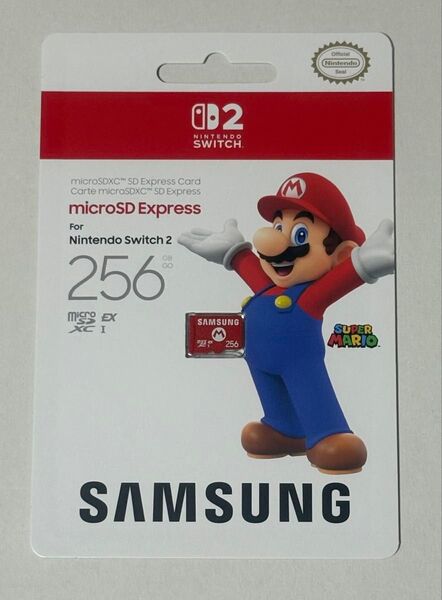 Official
Nintendo
Seal
2
NINTENDO
SWITCH
microSDXC™ SD Express Card
Carte microSDXC™ SD Express
microSD Express
For
Nintendo Switch 2
256 GB
GO
micro SD XC EX I
SAMSUNG
M
256
M
SUPER
MARIO
SAMSUNG